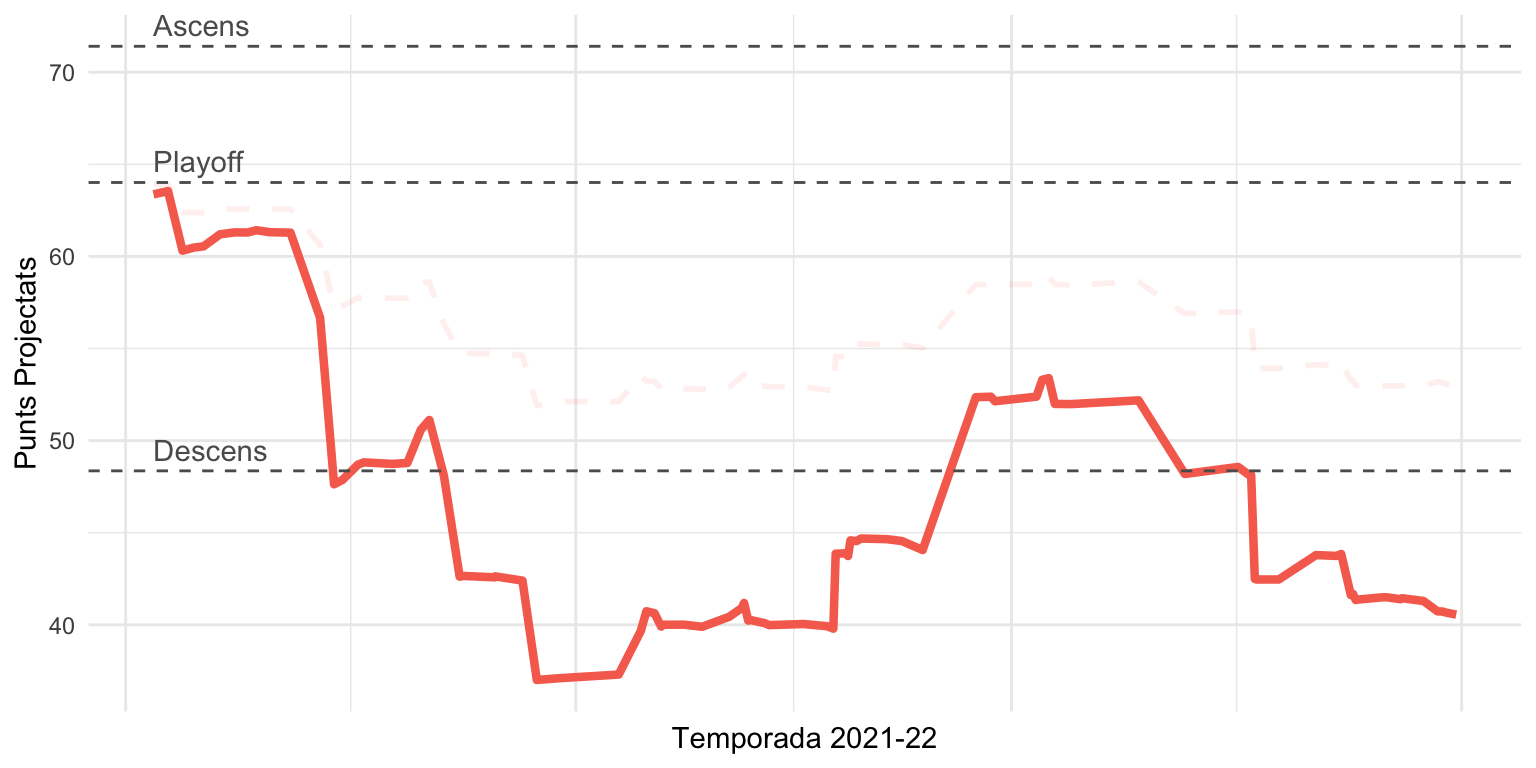 Ascens
70
Playoff
60
Descens
50
40
Punts Projectats
Temporada 2021-22